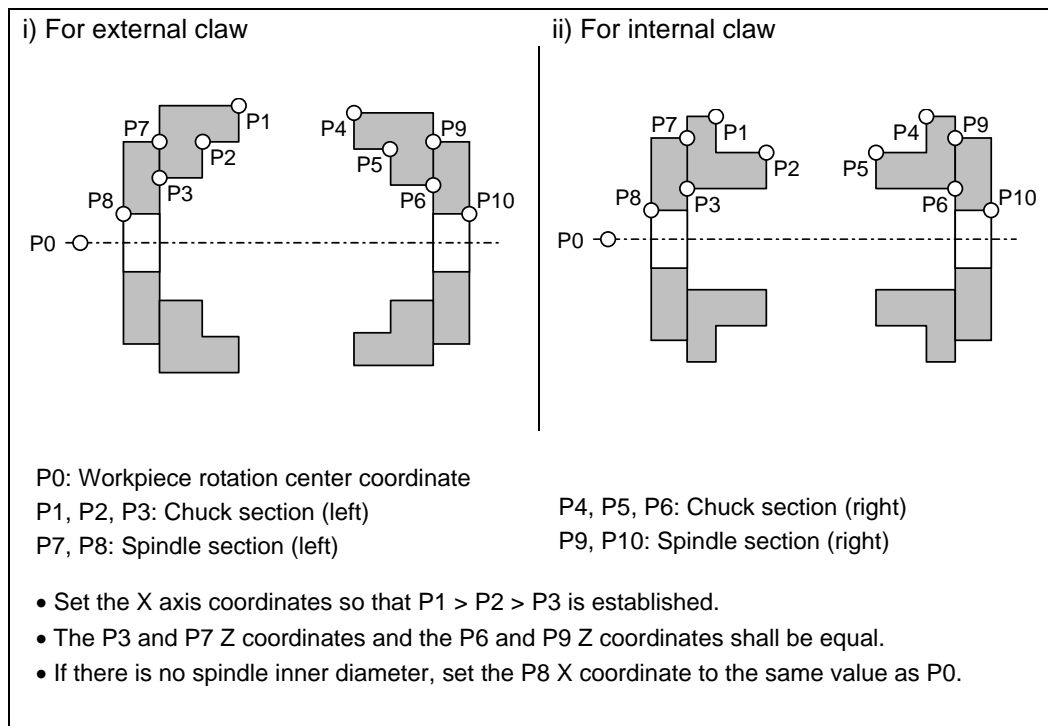 i) For external claw
ii) For internal claw
P1
P4
P7
P9
P2
P5
P3
P6
P8
P10
P0
P7
P1
P4
P9
P2
P5
P8
P3
P6
P10
P0
P0: Workpiece rotation center coordinate
P1, P2, P3: Chuck section (left)
P4, P5, P6: Chuck section (right)
P7, P8: Spindle section (left)
P9, P10: Spindle section (right)
• Set the X axis coordinates so that P1 > P2 > P3 is established.
• The P3 and P7 Z coordinates and the P6 and P9 Z coordinates shall be equal.
• If there is no spindle inner diameter, set the P8 X coordinate to the same value as P0.